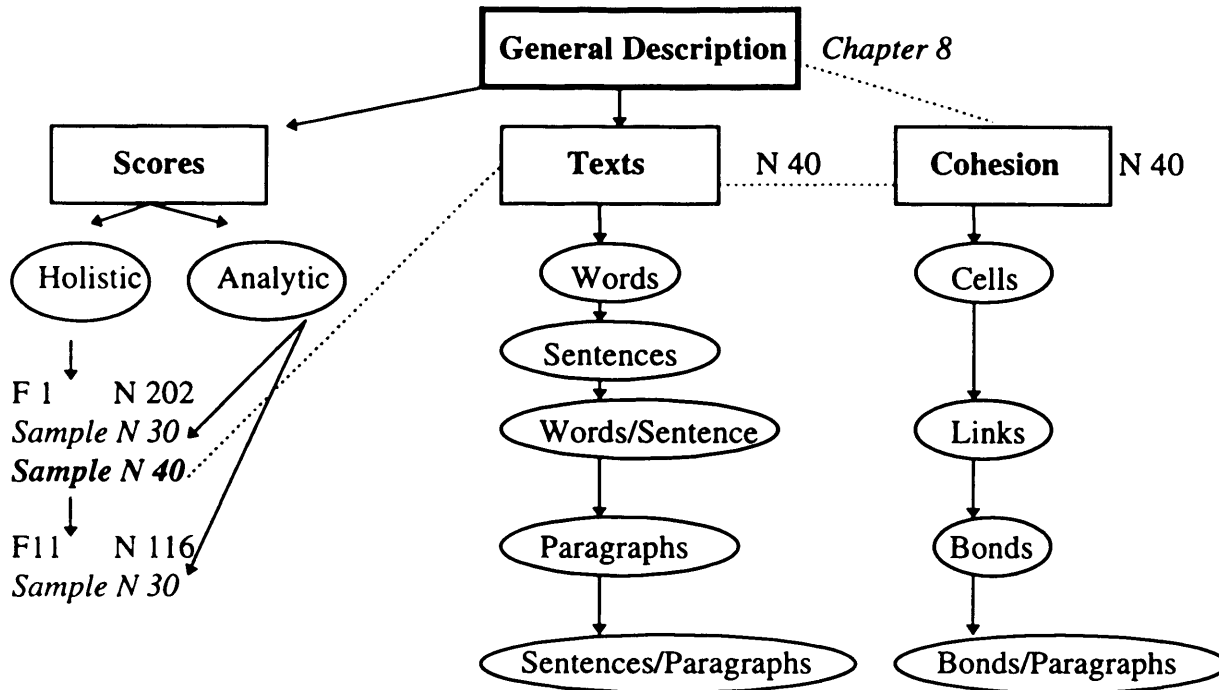 General Description
Chapter 8
Scores
Texts
N 40
Cohesion
N 40
Holistic
Analytic
Words
Cells
Sentences
F 1 N 202
Sample N 30
Words/Sentence
Links
Sample N 40
F11 N 116
Paragraphs
Bonds
Sample N 30
Sentences/Paragraphs
Bonds/Paragraphs